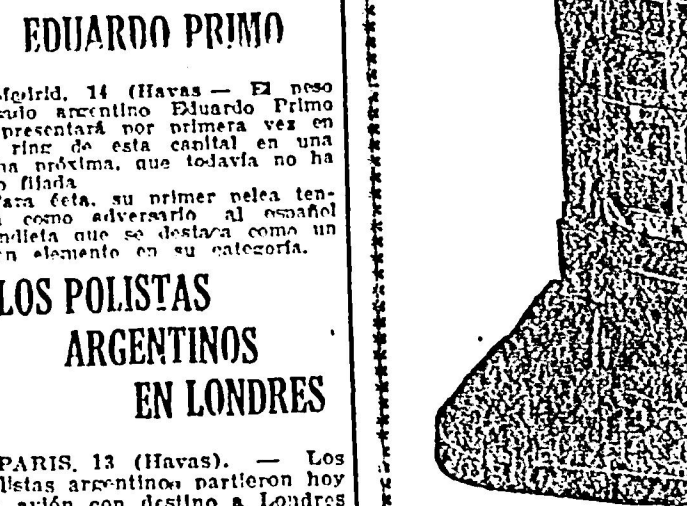 EDUARDO PRIMO
Madrid, 14 (Havas — El peso
argentino Eduardo Primo
presentará por primera vez en
ring de esta capital en una
próxima, que todavía no ha
fijada
Para ésta, su primer pelea ten-
como adversario al español
ndieta que se destaca como un
elemento en su categoría.
LOS POLISTAS
ARGENTINOS
EN LONDRES
PARIS, 13 (Havas). — Los
listas argentinos partieron hoy
avión con destino a Londres